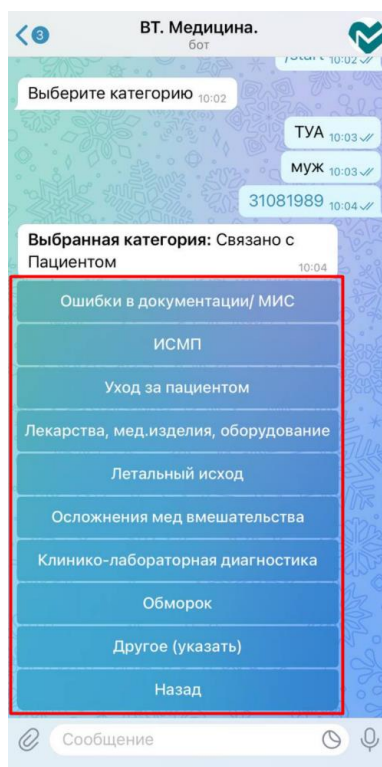 3
ВТ. Медицина.
бот
/start 10:02
Выберите категорию 10:02
ТУА 10:03
муж 10:03
31081989 10:04
Выбранная категория: Связано с
Пациентом 10:04
Ошибки в документации/ МИС
ИСМП
Уход за пациентом
Лекарства, мед.изделия, оборудование
Летальный исход
Осложнения мед вмешательства
Клинико-лабораторная диагностика
Обморок
Другое (указать)
Назад
Сообщение